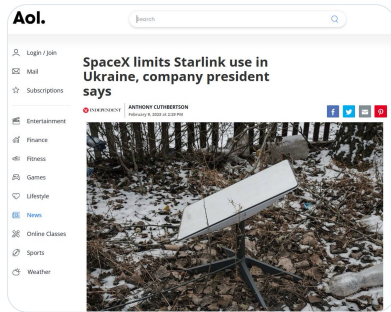 Aol.
Search
Login / Join
Mail
Subscriptions
Entertainment
Finance
Fitness
Games
Lifestyle
News
Online Classes
Sports
Weather
SpaceX limits Starlink use in
Ukraine, company president
says
INDEPENDENT
ANTHONY CUTHBERTSON
February 9, 2023 at 2:39 PM